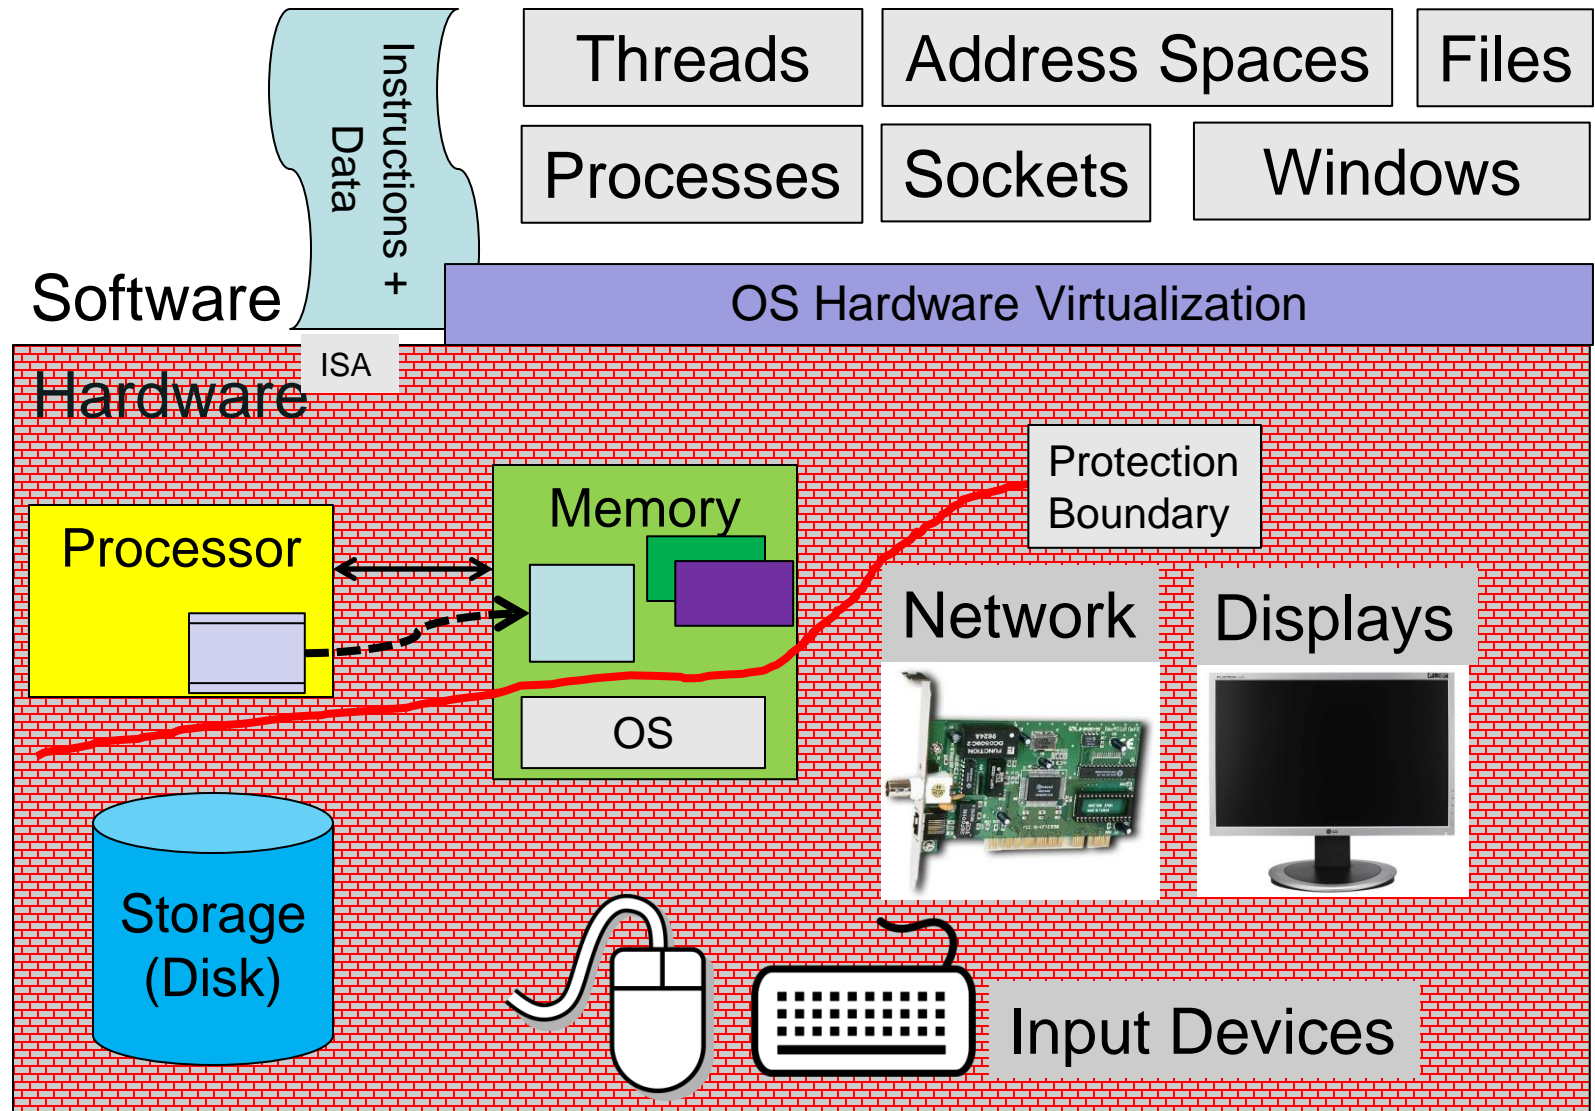 Instructions +
Data
Threads
Address Spaces
Files
Processes
Sockets
Windows
Software
OS Hardware Virtualization
ISA
Hardware
Protection
Boundary
Memory
Processor
Network
Displays
OS
FUNCTION
Storage
(Disk)
Input Devices